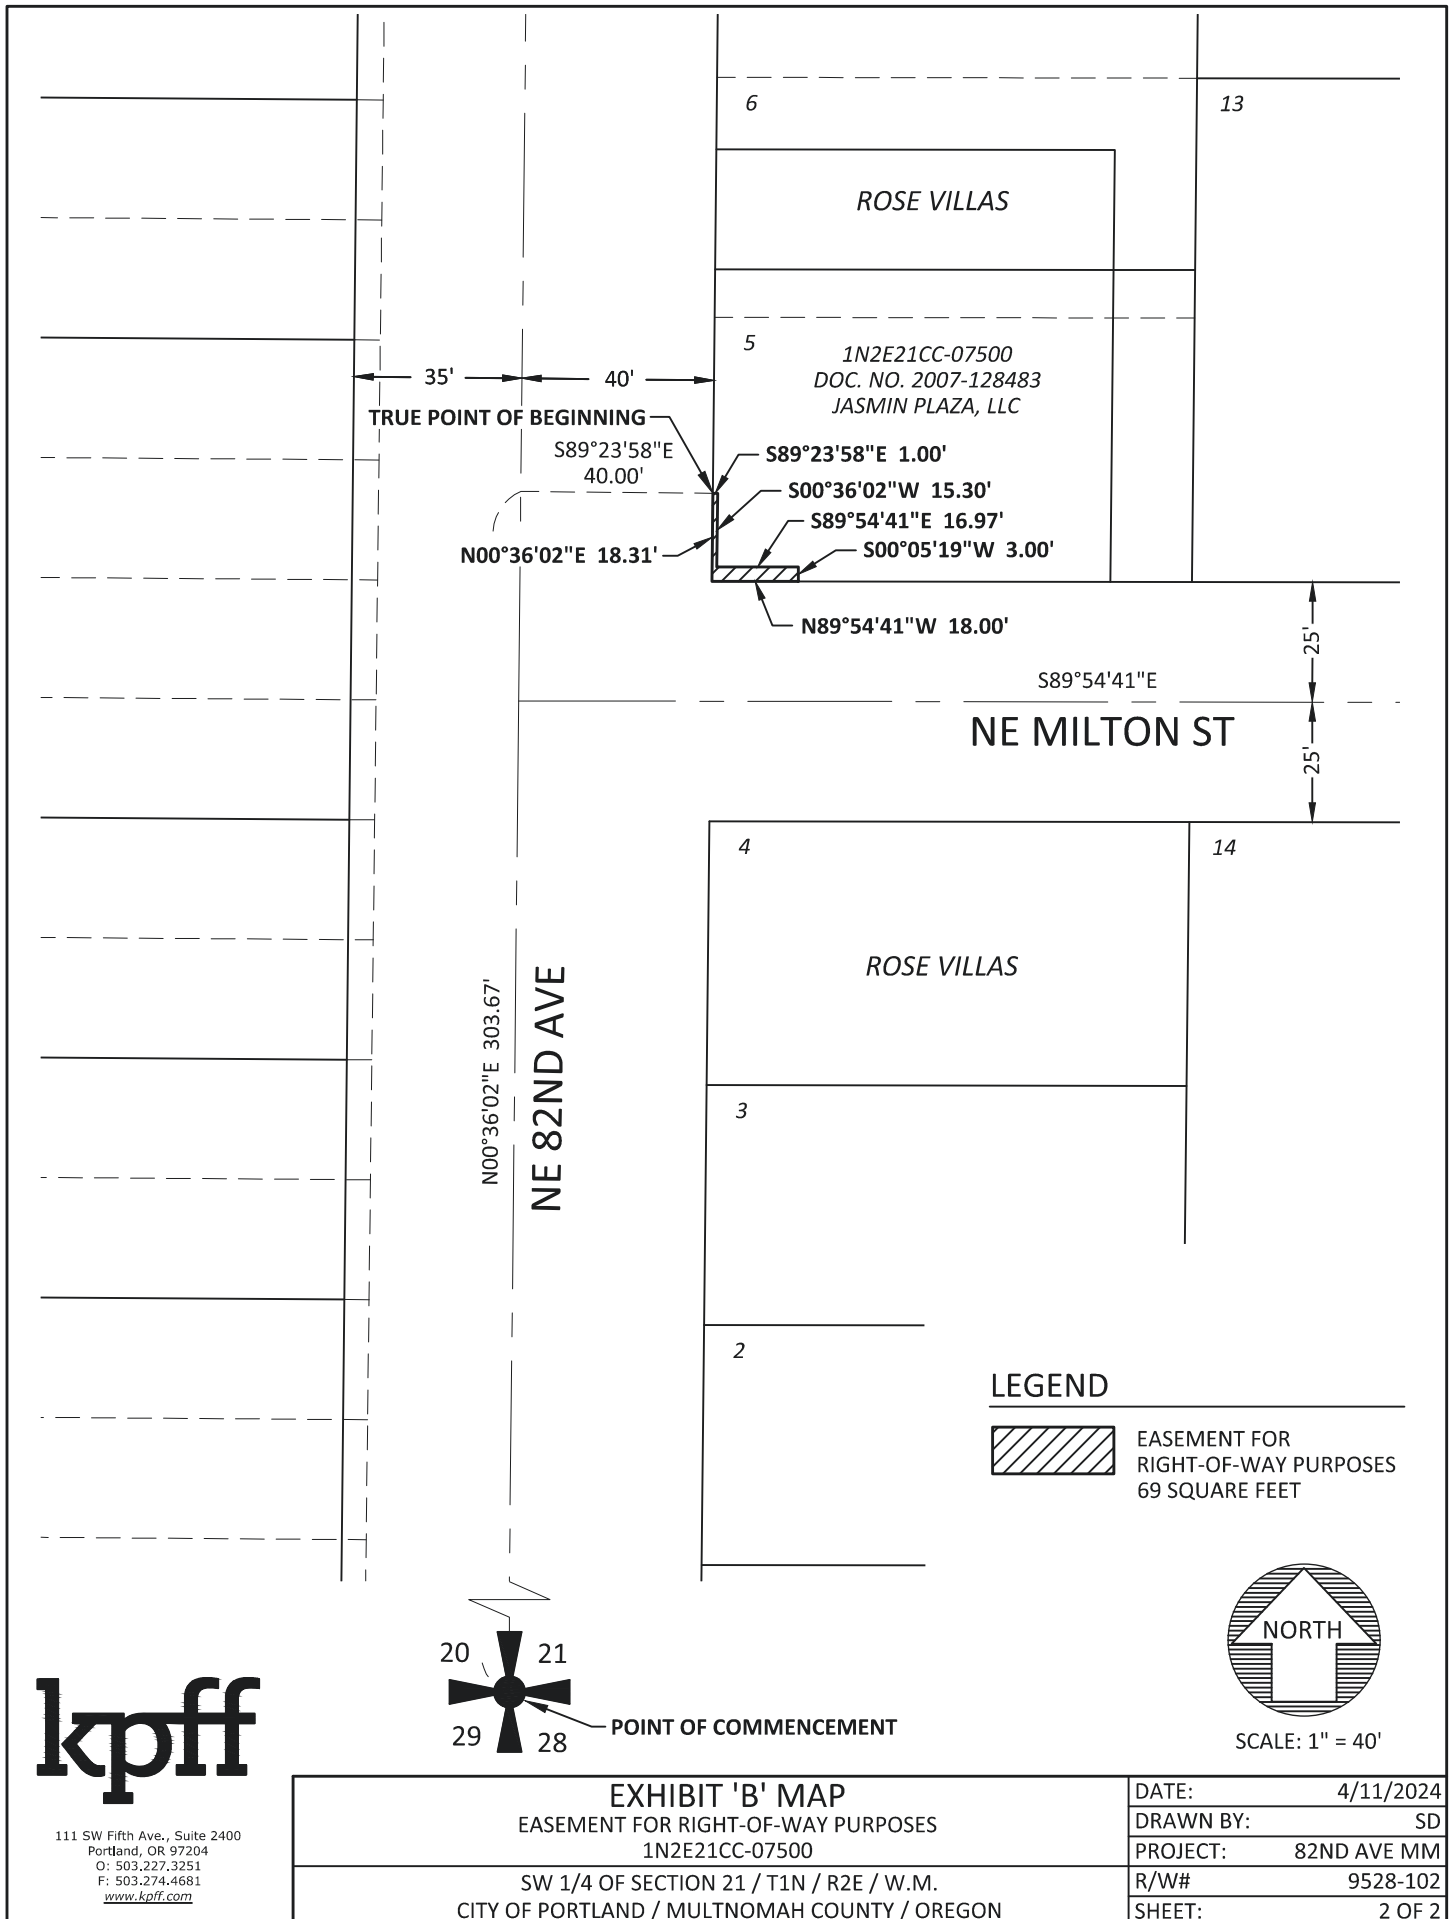 6
13
ROSE VILLAS
5
1N2E21CC-07500
DOC. NO. 2007-128483
JASMIN PLAZA, LLC
35'
40'
TRUE POINT OF BEGINNING
S89°23'58"E
40.00'
S89°23'58"E 1.00'
S00°36'02"W 15.30'
S89°54'41"E 16.97'
S00°05'19"W 3.00'
N00°36'02"E 18.31'
N89°54'41"W 18.00'
25'
S89°54'41"E
NE MILTON ST
25'
4
14
ROSE VILLAS
N00°36'02"E 303.67'
NE 82ND AVE
3
2
LEGEND
EASEMENT FOR
RIGHT-OF-WAY PURPOSES
69 SQUARE FEET
NORTH
SCALE: 1" = 40'
20
21
29
28
POINT OF COMMENCEMENT
kpff
111 SW Fifth Ave., Suite 2400
Portland, OR 97204
O: 503.227.3251
F: 503.274.4681
www.kpff.com
EXHIBIT 'B' MAP
EASEMENT FOR RIGHT-OF-WAY PURPOSES
1N2E21CC-07500
SW 1/4 OF SECTION 21 / T1N / R2E / W.M.
CITY OF PORTLAND / MULTNOMAH COUNTY / OREGON
DATE: 4/11/2024
DRAWN BY: SD
PROJECT: 82ND AVE MM
R/W# 9528-102
SHEET: 2 OF 2